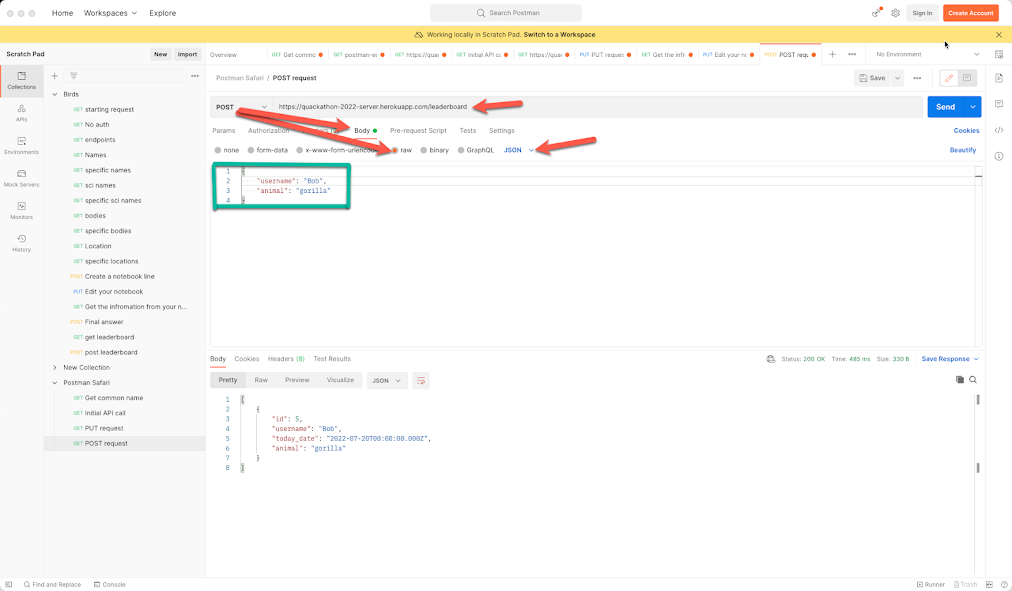 Home Workspaces Explore Search Postman Sign In Create Account
Working locally in Scratch Pad. Switch to a Workspace
Scratch Pad New Import Overview GET Get commo GET postman-ec GET https://qua GET Initial API ca GET https://qua PUT PUT reques GET Get the infr PUT Edit your no POST POST requ No Environment
Postman Safari / POST request Save
Collections
APIs
Environments
Mock Servers
Monitors
History
Birds
GET starting request
GET No auth
GET endpoints
GET Names
GET specific names
GET sci names
GET specific sci names
GET bodies
GET specific bodies
GET Location
GET specific locations
POST Create a notebook line
PUT Edit your notebook
GET Get the infromation from your n...
POST Final answer
GET get leaderboard
POST post leaderboard
New Collection
Postman Safari
GET Get common name
GET Initial API call
GET PUT request
GET POST request
POST https://quackathon-2022-server.herokuapp.com/leaderboard Send
Params Authorization Body Pre-request Script Tests Settings Cookies
none form-data x-www-form-urlencod raw binary GraphQL JSON Beautify
1 {
2 "username": "Bob",
3 "animal": "gorilla"
4 }
Body Cookies Headers (8) Test Results Status: 200 OK Time: 485 ms Size: 330 B Save Response
Pretty Raw Preview Visualize JSON
1 [
2 {
3 "id": 5,
4 "username": "Bob",
5 "today_date": "2022-07-20T00:00:00.000Z",
6 "animal": "gorilla"
7 }
8 ]
Find and Replace Console Runner Trash